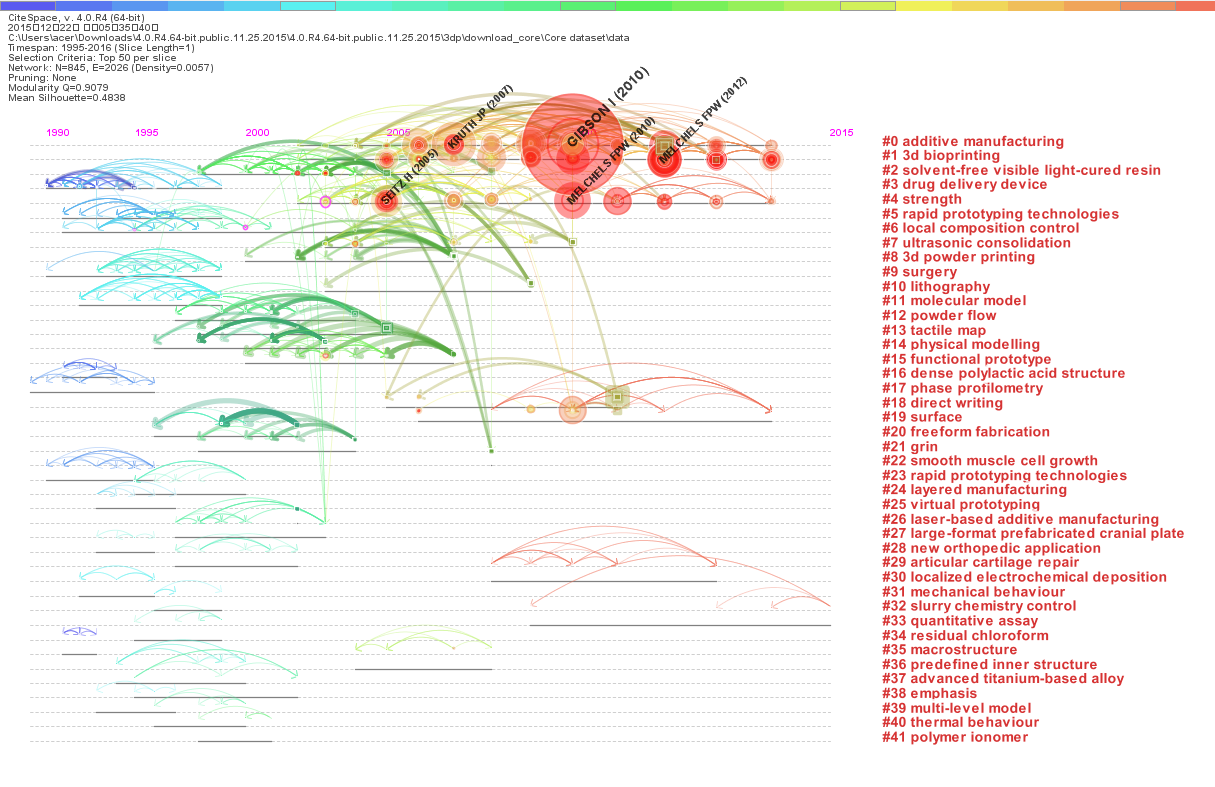 CiteSpace, v. 4.0.R4 (64-bit)
2015▯12▯22▯ ▯▯05▯35▯40▯
C:\Users\acer\Downloads\4.0.R4.64-bit.public.11.25.2015\4.0.R4.64-bit.public.11.25.2015\3dp\download_core\Core dataset\data
Timespan: 1995-2016 (Slice Length=1)
Selection Criteria: Top 50 per slice
Network: N=845, E=2026 (Density=0.0057)
Pruning: None
Modularity Q=0.9079
Mean Silhouette=0.4838
1990 1995 2000 2005 2015
KRUTH JP (2007)
GIBSON I (2010)
MELCHELS FPW (2012)
SEITZ H (2005)
MELCHELS FPW (2010)
#0 additive manufacturing
#1 3d bioprinting
#2 solvent-free visible light-cured resin
#3 drug delivery device
#4 strength
#5 rapid prototyping technologies
#6 local composition control
#7 ultrasonic consolidation
#8 3d powder printing
#9 surgery
#10 lithography
#11 molecular model
#12 powder flow
#13 tactile map
#14 physical modelling
#15 functional prototype
#16 dense polylactic acid structure
#17 phase profilometry
#18 direct writing
#19 surface
#20 freeform fabrication
#21 grin
#22 smooth muscle cell growth
#23 rapid prototyping technologies
#24 layered manufacturing
#25 virtual prototyping
#26 laser-based additive manufacturing
#27 large-format prefabricated cranial plate
#28 new orthopedic application
#29 articular cartilage repair
#30 localized electrochemical deposition
#31 mechanical behaviour
#32 slurry chemistry control
#33 quantitative assay
#34 residual chloroform
#35 macrostructure
#36 predefined inner structure
#37 advanced titanium-based alloy
#38 emphasis
#39 multi-level model
#40 thermal behaviour
#41 polymer ionomer